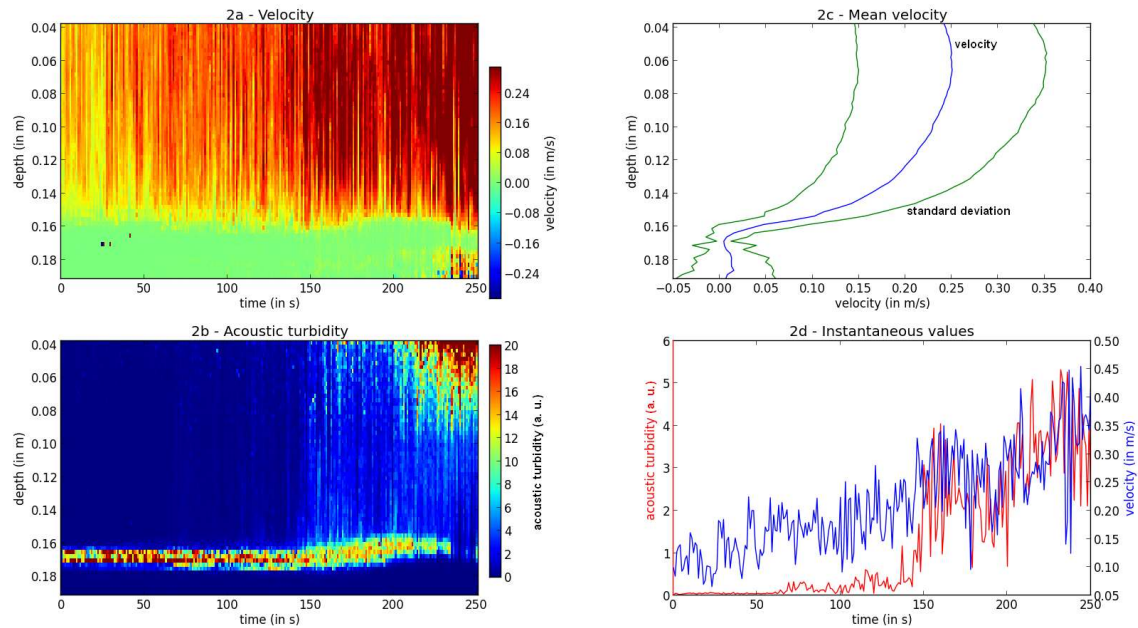 2a - Velocity
0.04
0.06
0.08
0.10
0.12
0.14
0.16
0.18
depth (in m)
0 50 100 150 200 250
time (in s)
0.24
0.16
0.08
0.00
−0.08
−0.16
−0.24
velocity (in m/s)
2c - Mean velocity
0.04
0.06
0.08
0.10
0.12
0.14
0.16
0.18
depth (in m)
velocity
standard deviation
−0.05 0.00 0.05 0.10 0.15 0.20 0.25 0.30 0.35 0.40
velocity (in m/s)
2b - Acoustic turbidity
0.04
0.06
0.08
0.10
0.12
0.14
0.16
0.18
depth (in m)
0 50 100 150 200 250
time (in s)
20
18
16
14
12
10
8
6
4
2
0
acoustic turbidity (a. u.)
2d - Instantaneous values
6
5
4
3
2
1
0
acoustic turbidity (a. u.)
0 50 100 150 200 250
time (in s)
0.50
0.45
0.40
0.35
0.30
0.25
0.20
0.15
0.10
0.05
velocity (in m/s)